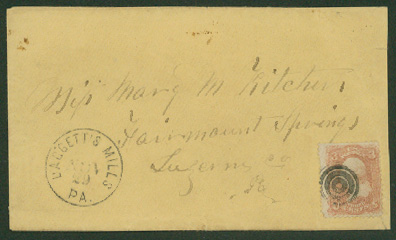 Miss Mary M Kitchen
Fairmount Springs
Luzerne co
Pa
DAGGETT'S MILLS
PA.